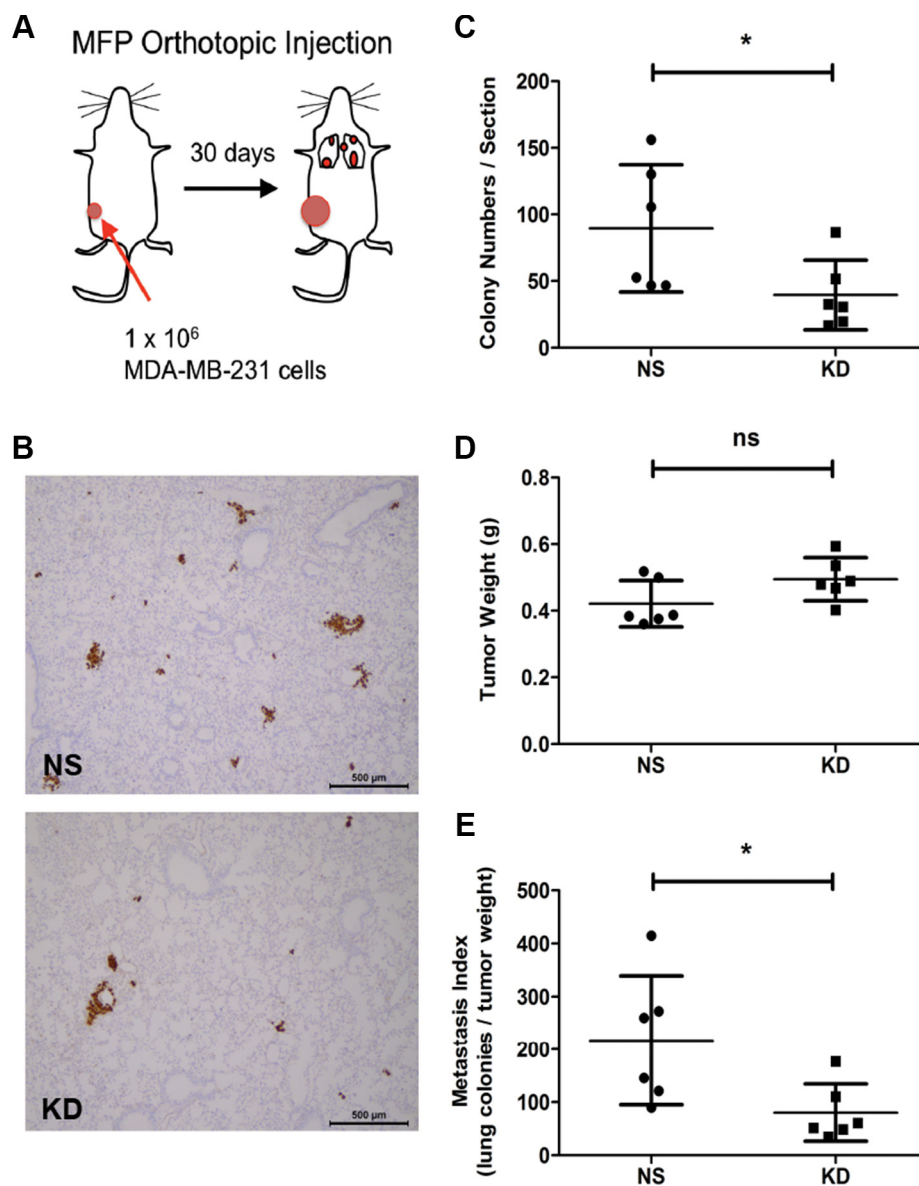 A
MFP Orthotopic Injection
30 days
1 x 10⁶
MDA-MB-231 cells
B
NS
500 µm
KD
500 µm
C
*
Colony Numbers / Section
200
150
100
50
0
NS
KD
D
ns
Tumor Weight (g)
0.8
0.6
0.4
0.2
0.0
NS
KD
E
*
Metastasis Index
(lung colonies / tumor weight)
500
400
300
200
100
0
NS
KD